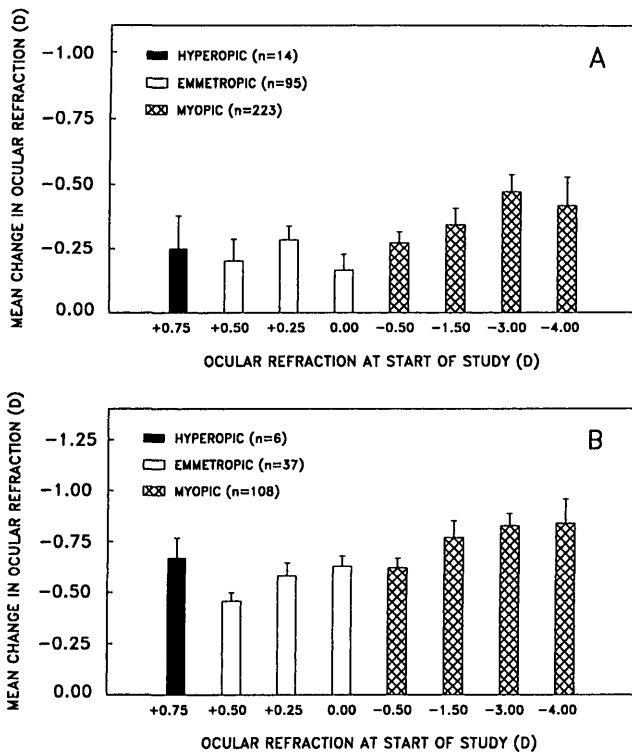 A
HYPEROPIC (n=14)
EMMETROPIC (n=95)
MYOPIC (n=223)
MEAN CHANGE IN OCULAR REFRACTION (D)
-1.00
-0.75
-0.50
-0.25
0.00
+0.75 +0.50 +0.25 0.00 -0.50 -1.50 -3.00 -4.00
OCULAR REFRACTION AT START OF STUDY (D)
B
HYPEROPIC (n=6)
EMMETROPIC (n=37)
MYOPIC (n=108)
MEAN CHANGE IN OCULAR REFRACTION (D)
-1.25
-1.00
-0.75
-0.50
-0.25
0.00
+0.75 +0.50 +0.25 0.00 -0.50 -1.50 -3.00 -4.00
OCULAR REFRACTION AT START OF STUDY (D)